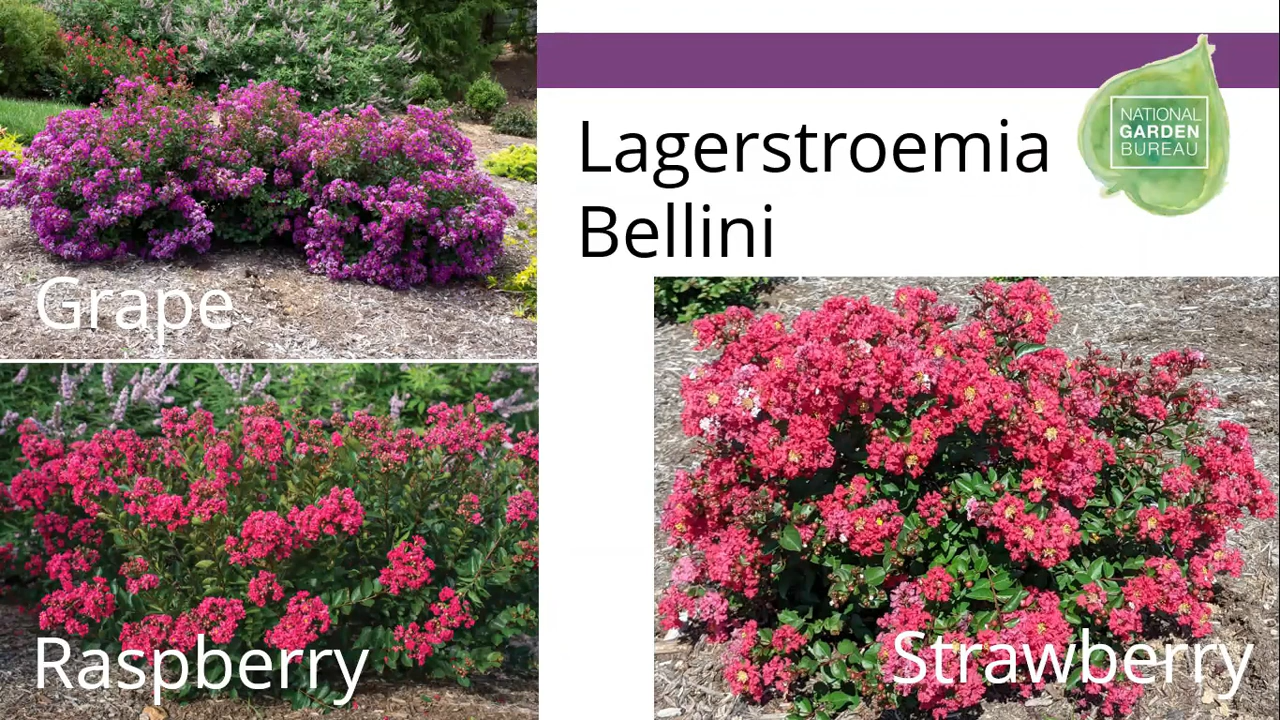 Lagerstroemia
Bellini
NATIONAL
GARDEN
BUREAU
Grape
Raspberry
Strawberry